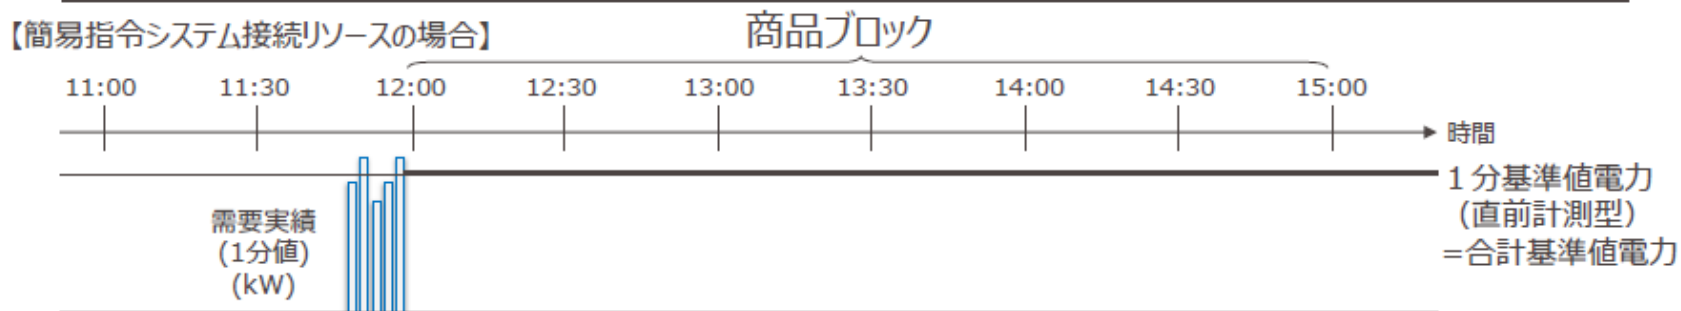 【簡易指令システム接続リソースの場合】
商品ブロック
11:00 11:30 12:00 12:30 13:00 13:30 14:00 14:30 15:00
時間
1分基準値電力
(直前計測型)
=合計基準値電力
需要実績
(1分値)
(kW)